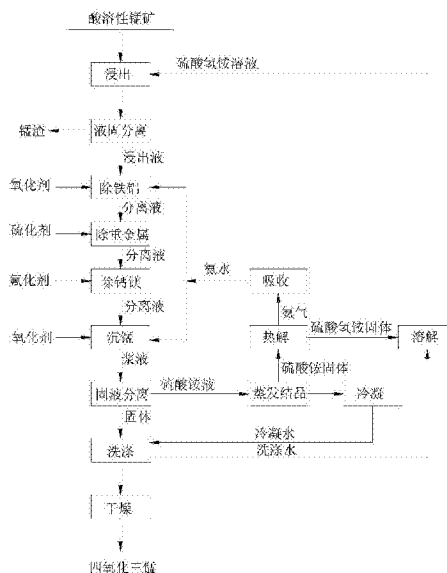 酸溶性锰矿
浸出
硫酸氢铵溶液
锰渣
液固分离
浸出液
氧化剂
除铁铝
分离液
硫化剂
除重金属
分离液
氟化剂
除钙镁
氨水
吸收
分离液
氨气
氧化剂
沉锰
热解
硫酸氢铵固体
溶解
浆液
硫酸铵固体
固液分离
硫酸铵液
蒸发结晶
冷凝
固体
冷凝水
洗涤
洗涤水
干燥
四氧化三锰